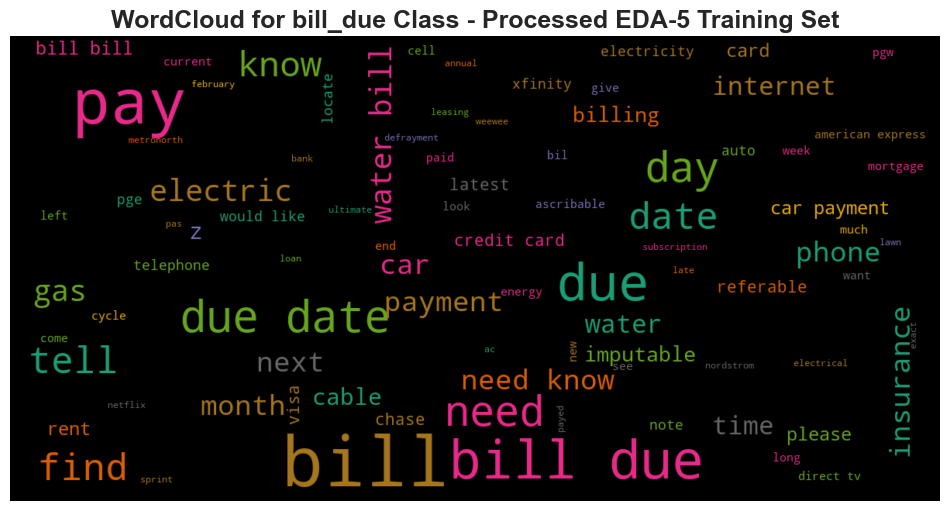 WordCloud for bill_due Class - Processed EDA-5 Training Set
bill bill
current
know
february
locate
water bill
cell
annual
xfinity
electricity
give
card
internet
pgw
pay
metronorth
leasing
weewee
billing
defrayment
american express
bank
paid
bil
day
auto
week
mortgage
electric
pge
would like
ultimate
latest
look
ascribable
date
car payment
left
pas
z
much
end
credit card
subscription
phone
lawn
telephone
loan
car
late
want
gas
energy
due
referable
cycle
due date
payment
water
insurance
exact
come
tell
next
ac
new
imputable
see
nordstrom
electrical
need know
netflix
month
visa
cable
chase
need
payed
note
time
please
rent
find
sprint
bill
bill due
long
direct tv